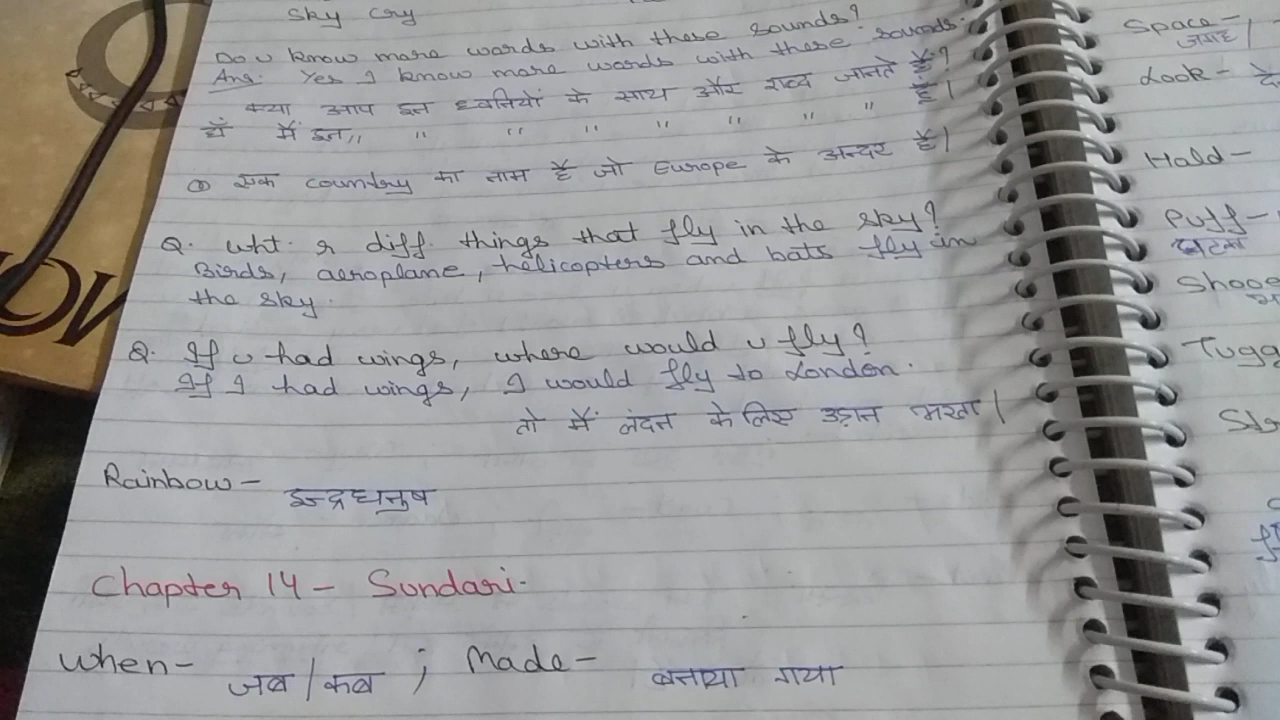 Sky cry
Do u know more words with these sounds?
Ans. Yes I know more words with these sounds.
क्या आप इन ध्वनियों के साथ और शब्द जानते हैं?
हाँ मैं इन,, " " " " " " हैं।
एक country का नाम हैं जो Europe के अन्दर हैं।
Q. wht r diff. things that fly in the sky?
Birds, aeroplane, helicopters and bats fly in
the sky.
Q. If u had wings, where would u fly?
If I had wings, I would fly to London.
तो मैं लंदन के लिए उड़ान भरता।
Rainbow - इन्द्रधनुष
Chapter 14 - Sundari.
When - जब/कब ; Made - बनाया गया
Space -
जगह/
Look -
Hald -
Puff -